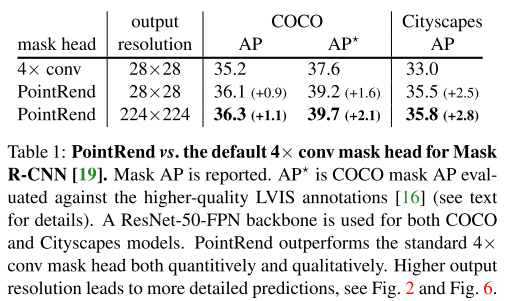 output COCO Cityscapes
mask head resolution AP AP* AP
4× conv 28×28 35.2 37.6 33.0
PointRend 28×28 36.1 (+0.9) 39.2 (+1.6) 35.5 (+2.5)
PointRend 224×224 36.3 (+1.1) 39.7 (+2.1) 35.8 (+2.8)
Table 1: PointRend vs. the default 4× conv mask head for Mask
R-CNN [19]. Mask AP is reported. AP* is COCO mask AP eval-
uated against the higher-quality LVIS annotations [16] (see text
for details). A ResNet-50-FPN backbone is used for both COCO
and Cityscapes models. PointRend outperforms the standard 4×
conv mask head both quantitively and qualitatively. Higher output
resolution leads to more detailed predictions, see Fig. 2 and Fig. 6.